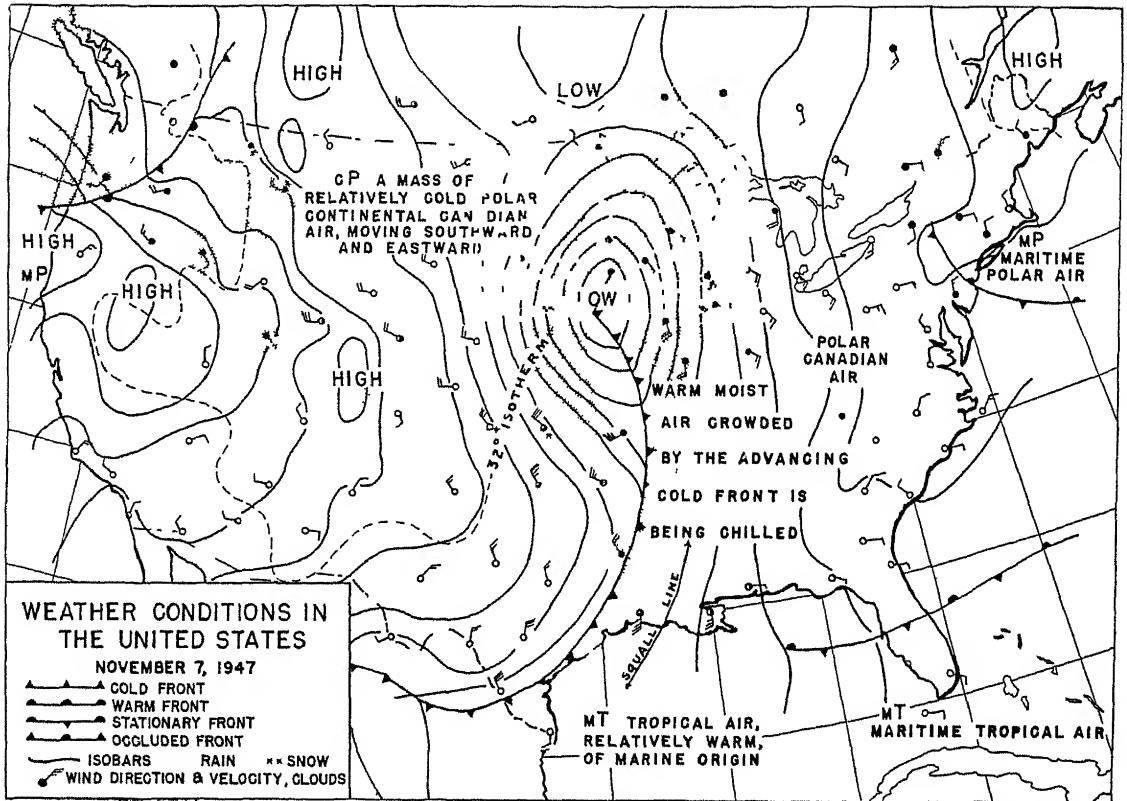 HIGH
LOW
HIGH
CP A MASS OF
RELATIVELY COLD POLAR
CONTINENTAL CAN DIAN
AIR, MOVING SOUTHWARD
AND EASTWARD
HIGH
MP
HIGH
HIGH
OW
32° ISOTHERM
MP
MARITIME
POLAR AIR
POLAR
CANADIAN
AIR
WARM MOIST
AIR CROWDED
BY THE ADVANCING
COLD FRONT IS
BEING CHILLED
SQUALL LINE
MT TROPICAL AIR,
RELATIVELY WARM,
OF MARINE ORIGIN
MT
MARITIME TROPICAL AIR
WEATHER CONDITIONS IN
THE UNITED STATES
NOVEMBER 7, 1947
COLD FRONT
WARM FRONT
STATIONARY FRONT
OCCLUDED FRONT
ISOBARS RAIN ** SNOW
WIND DIRECTION & VELOCITY, CLOUDS